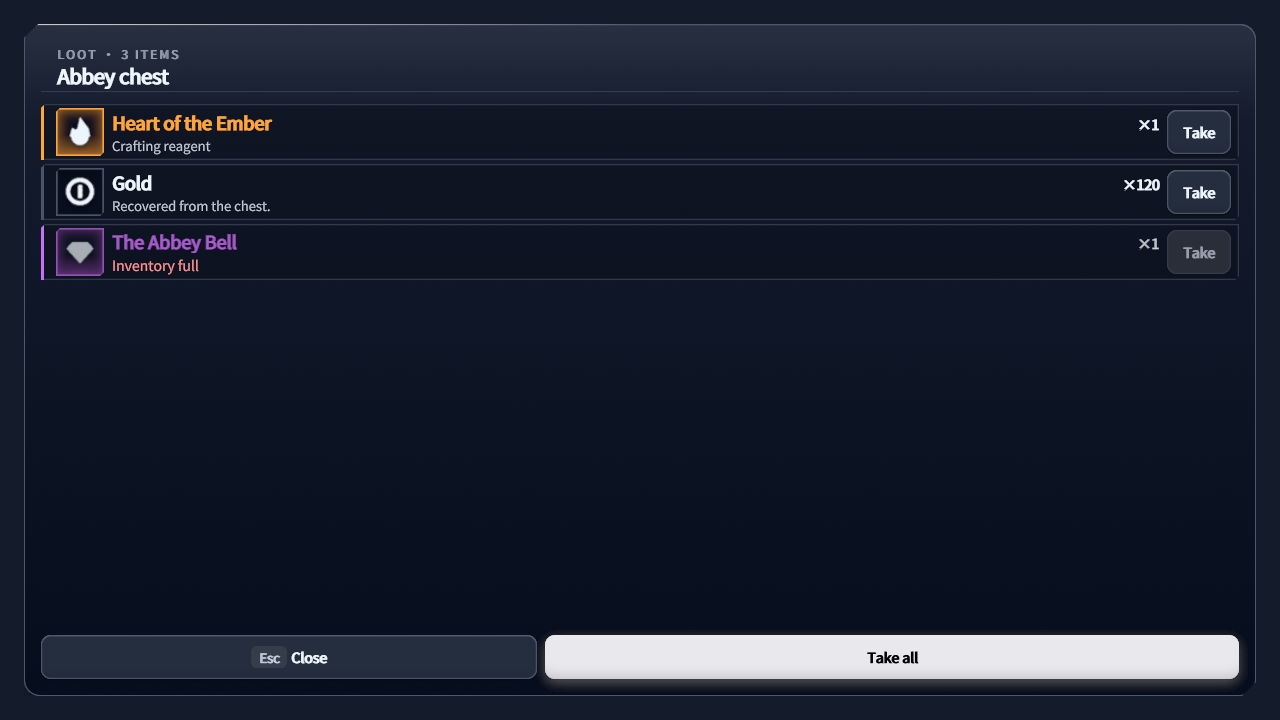 LOOT • 3 ITEMS
Abbey chest
Heart of the Ember
Crafting reagent
×1
Take
Gold
Recovered from the chest.
×120
Take
The Abbey Bell
Inventory full
×1
Take
Esc Close
Take all